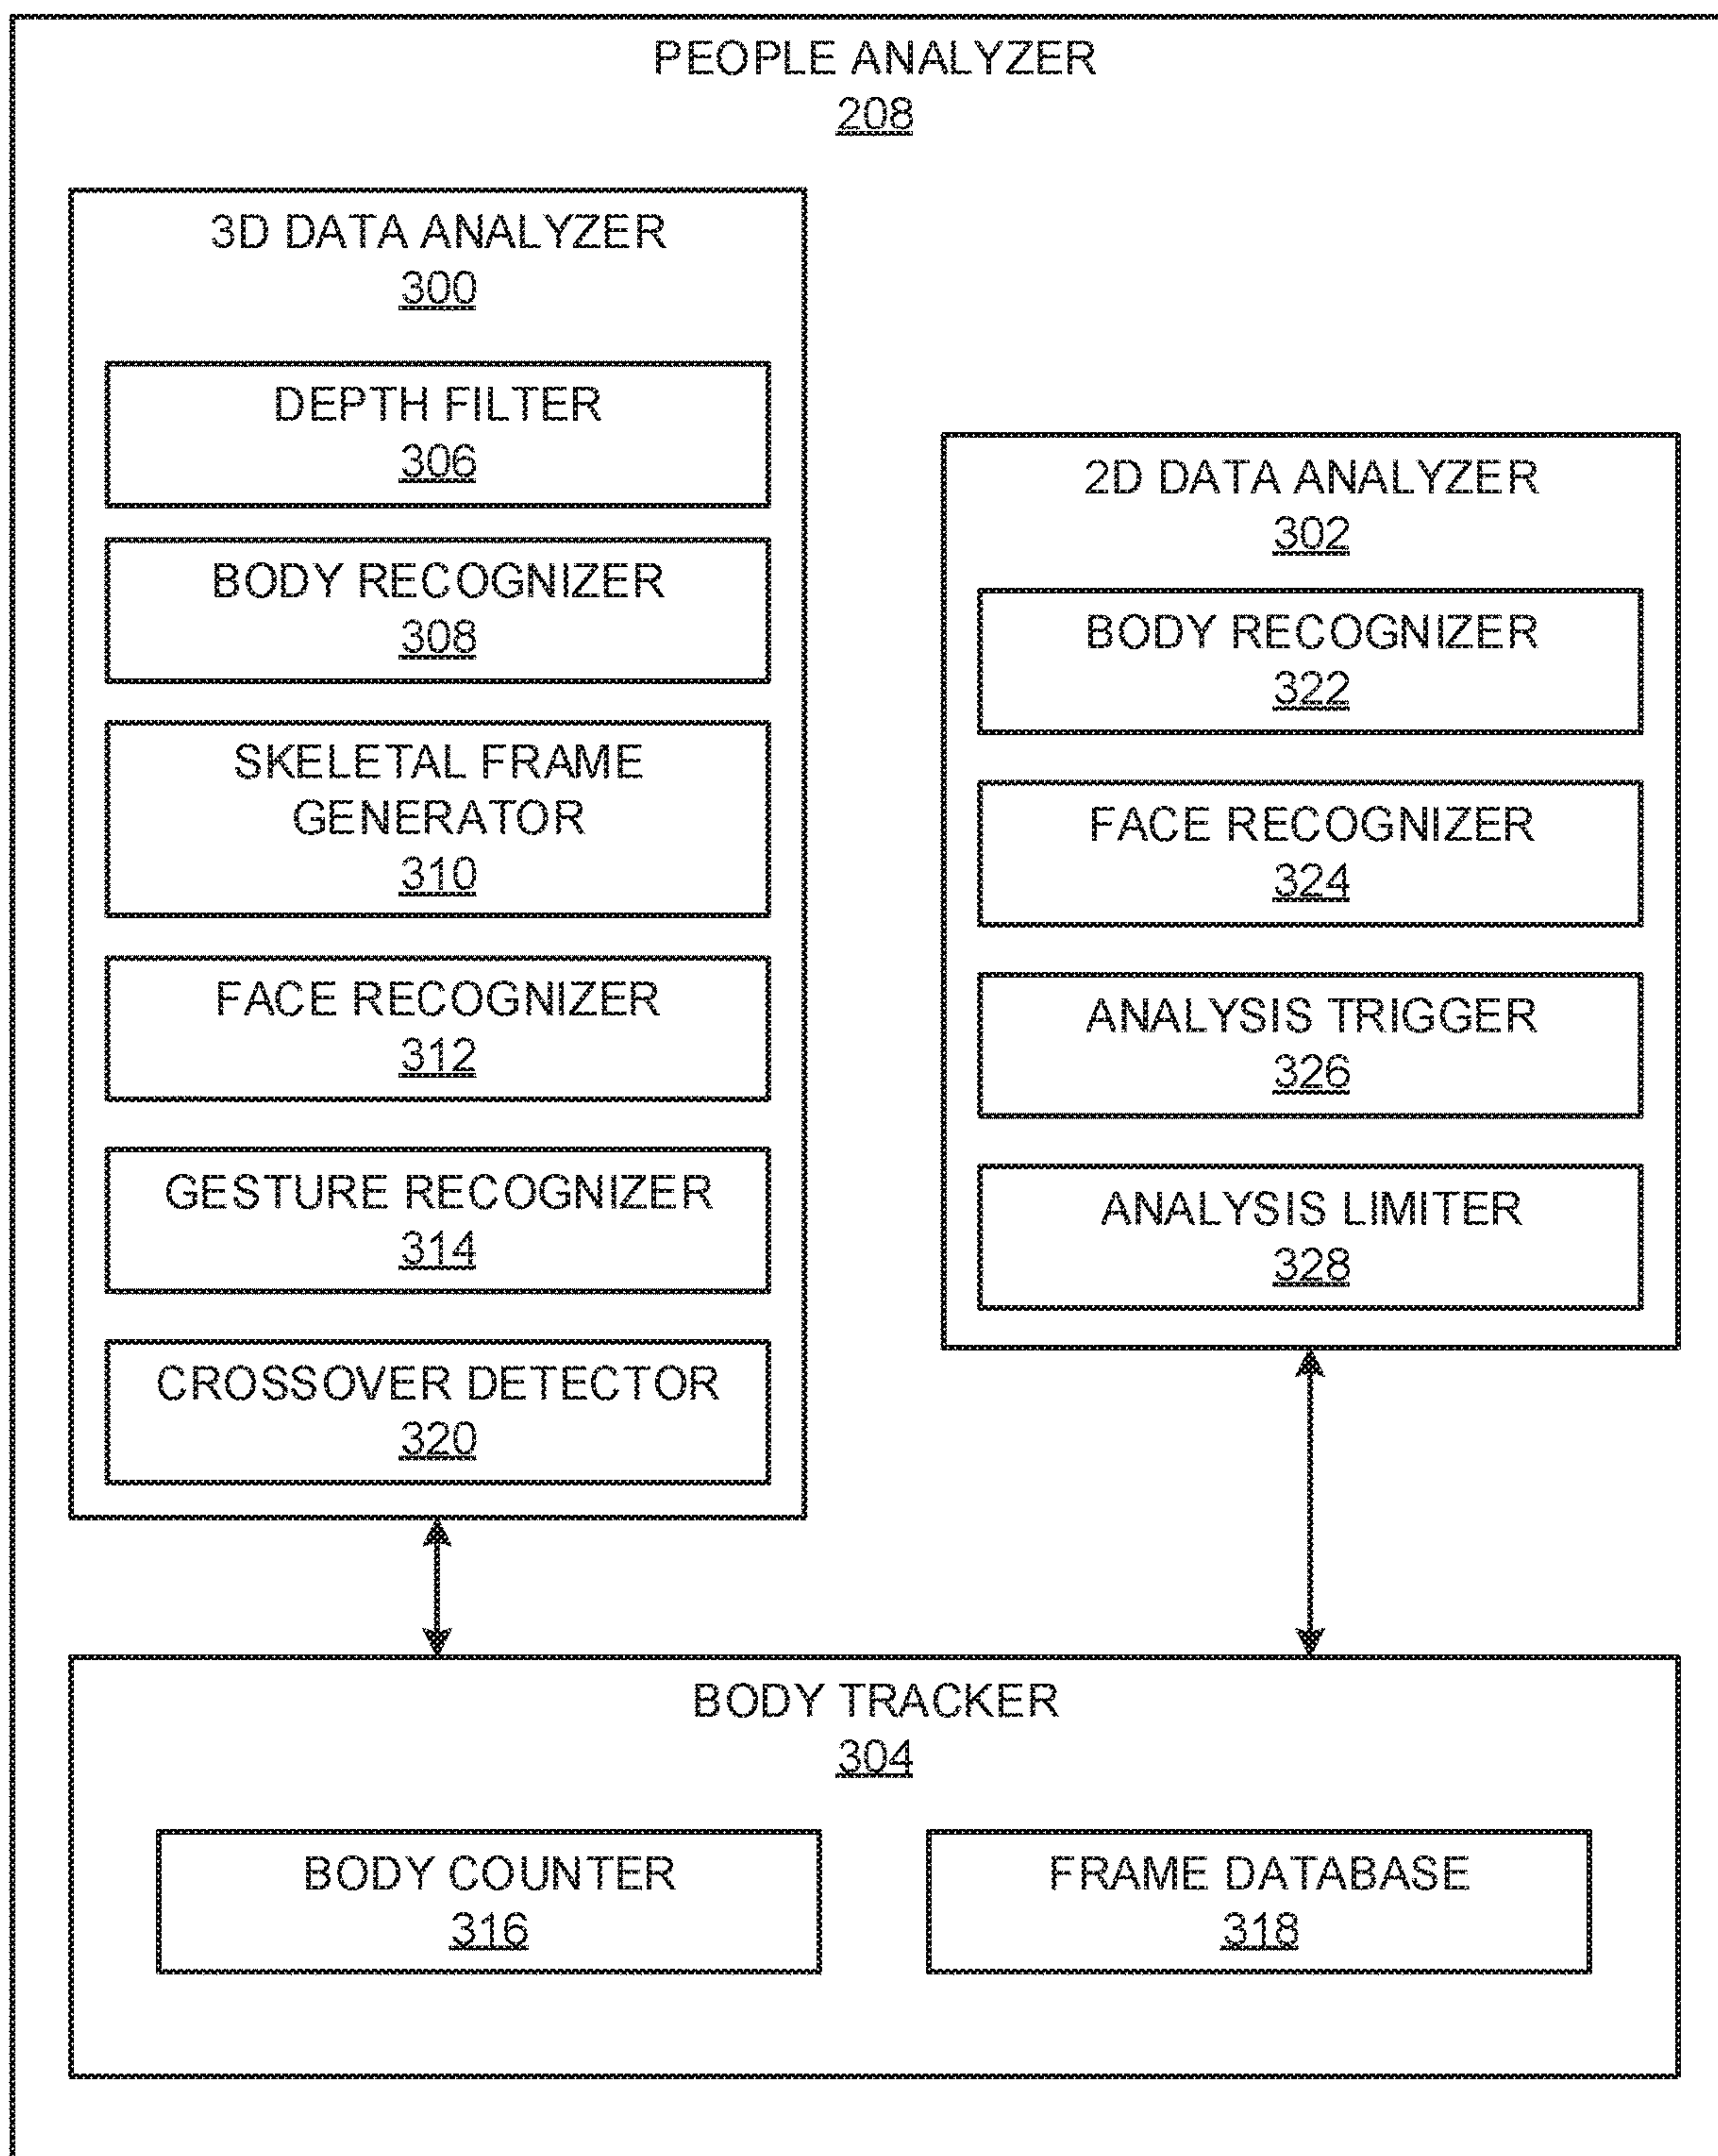 PEOPLE ANALYZER
208
3D DATA ANALYZER
300
DEPTH FILTER
306
BODY RECOGNIZER
308
SKELETAL FRAME
GENERATOR
310
FACE RECOGNIZER
312
GESTURE RECOGNIZER
314
CROSSOVER DETECTOR
320
2D DATA ANALYZER
302
BODY RECOGNIZER
322
FACE RECOGNIZER
324
ANALYSIS TRIGGER
326
ANALYSIS LIMITER
328
BODY TRACKER
304
BODY COUNTER
316
FRAME DATABASE
318